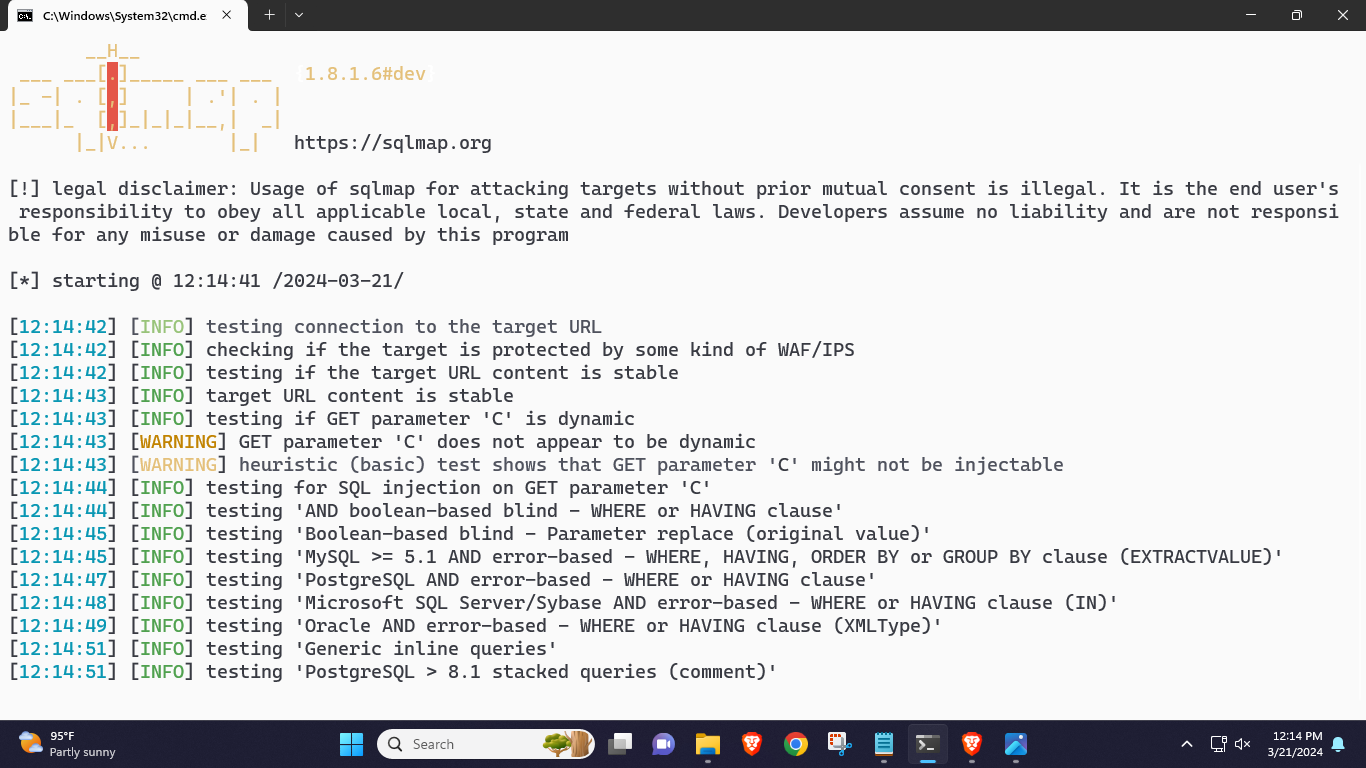 C:\Windows\System32\cmd.e
__H__
___ ___[.]_____ ___ ___  {1.8.1.6#dev}
|_ -| . [,]     | .'| . |
|___|_  [,]_|_|_|__,|  _|
|_|V...       |_|   https://sqlmap.org
[!] legal disclaimer: Usage of sqlmap for attacking targets without prior mutual consent is illegal. It is the end user's
responsibility to obey all applicable local, state and federal laws. Developers assume no liability and are not responsi
ble for any misuse or damage caused by this program
[*] starting @ 12:14:41 /2024-03-21/
[12:14:42] [INFO] testing connection to the target URL
[12:14:42] [INFO] checking if the target is protected by some kind of WAF/IPS
[12:14:42] [INFO] testing if the target URL content is stable
[12:14:43] [INFO] target URL content is stable
[12:14:43] [INFO] testing if GET parameter 'C' is dynamic
[12:14:43] [WARNING] GET parameter 'C' does not appear to be dynamic
[12:14:43] [WARNING] heuristic (basic) test shows that GET parameter 'C' might not be injectable
[12:14:44] [INFO] testing for SQL injection on GET parameter 'C'
[12:14:44] [INFO] testing 'AND boolean-based blind - WHERE or HAVING clause'
[12:14:45] [INFO] testing 'Boolean-based blind - Parameter replace (original value)'
[12:14:45] [INFO] testing 'MySQL >= 5.1 AND error-based - WHERE, HAVING, ORDER BY or GROUP BY clause (EXTRACTVALUE)'
[12:14:47] [INFO] testing 'PostgreSQL AND error-based - WHERE or HAVING clause'
[12:14:48] [INFO] testing 'Microsoft SQL Server/Sybase AND error-based - WHERE or HAVING clause (IN)'
[12:14:49] [INFO] testing 'Oracle AND error-based - WHERE or HAVING clause (XMLType)'
[12:14:51] [INFO] testing 'Generic inline queries'
[12:14:51] [INFO] testing 'PostgreSQL > 8.1 stacked queries (comment)'
95°F
Partly sunny
Search
12:14 PM
3/21/2024